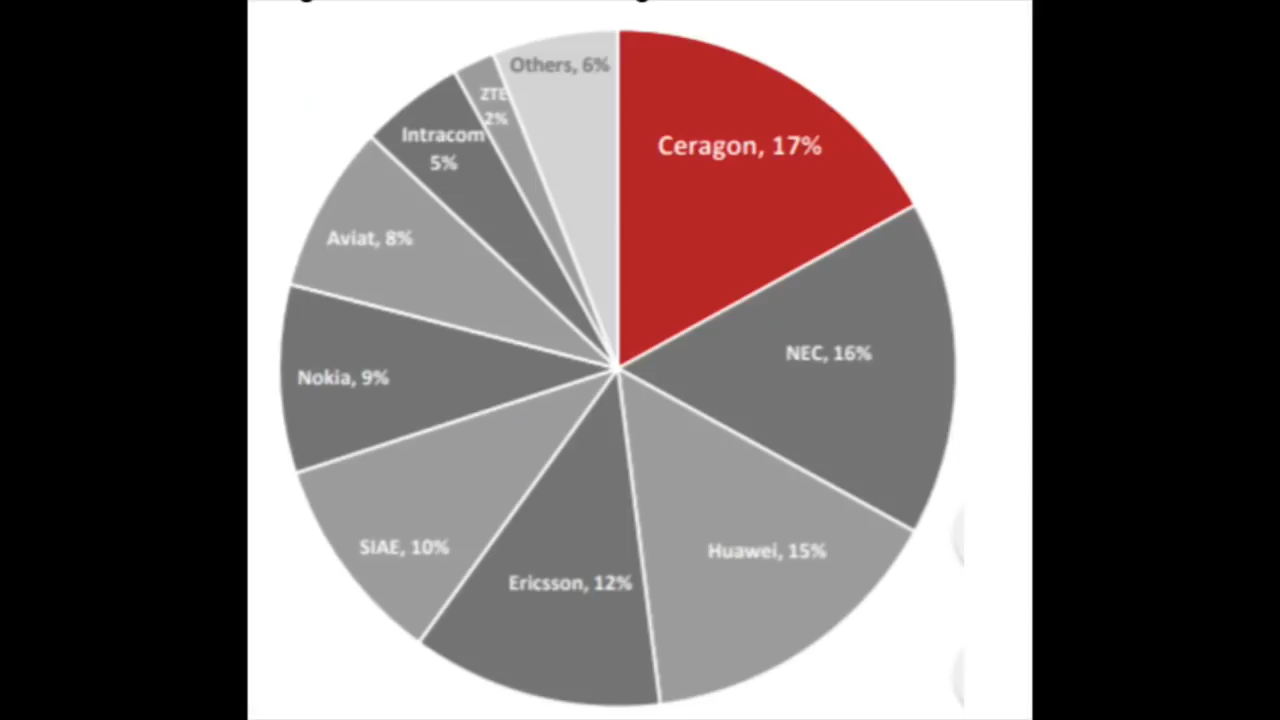 Others, 6%
ZTE
2%
Ceragon, 17%
Intracom
5%
Aviat, 8%
NEC, 16%
Nokia, 9%
SIAE, 10%
Huawei, 15%
Ericsson, 12%